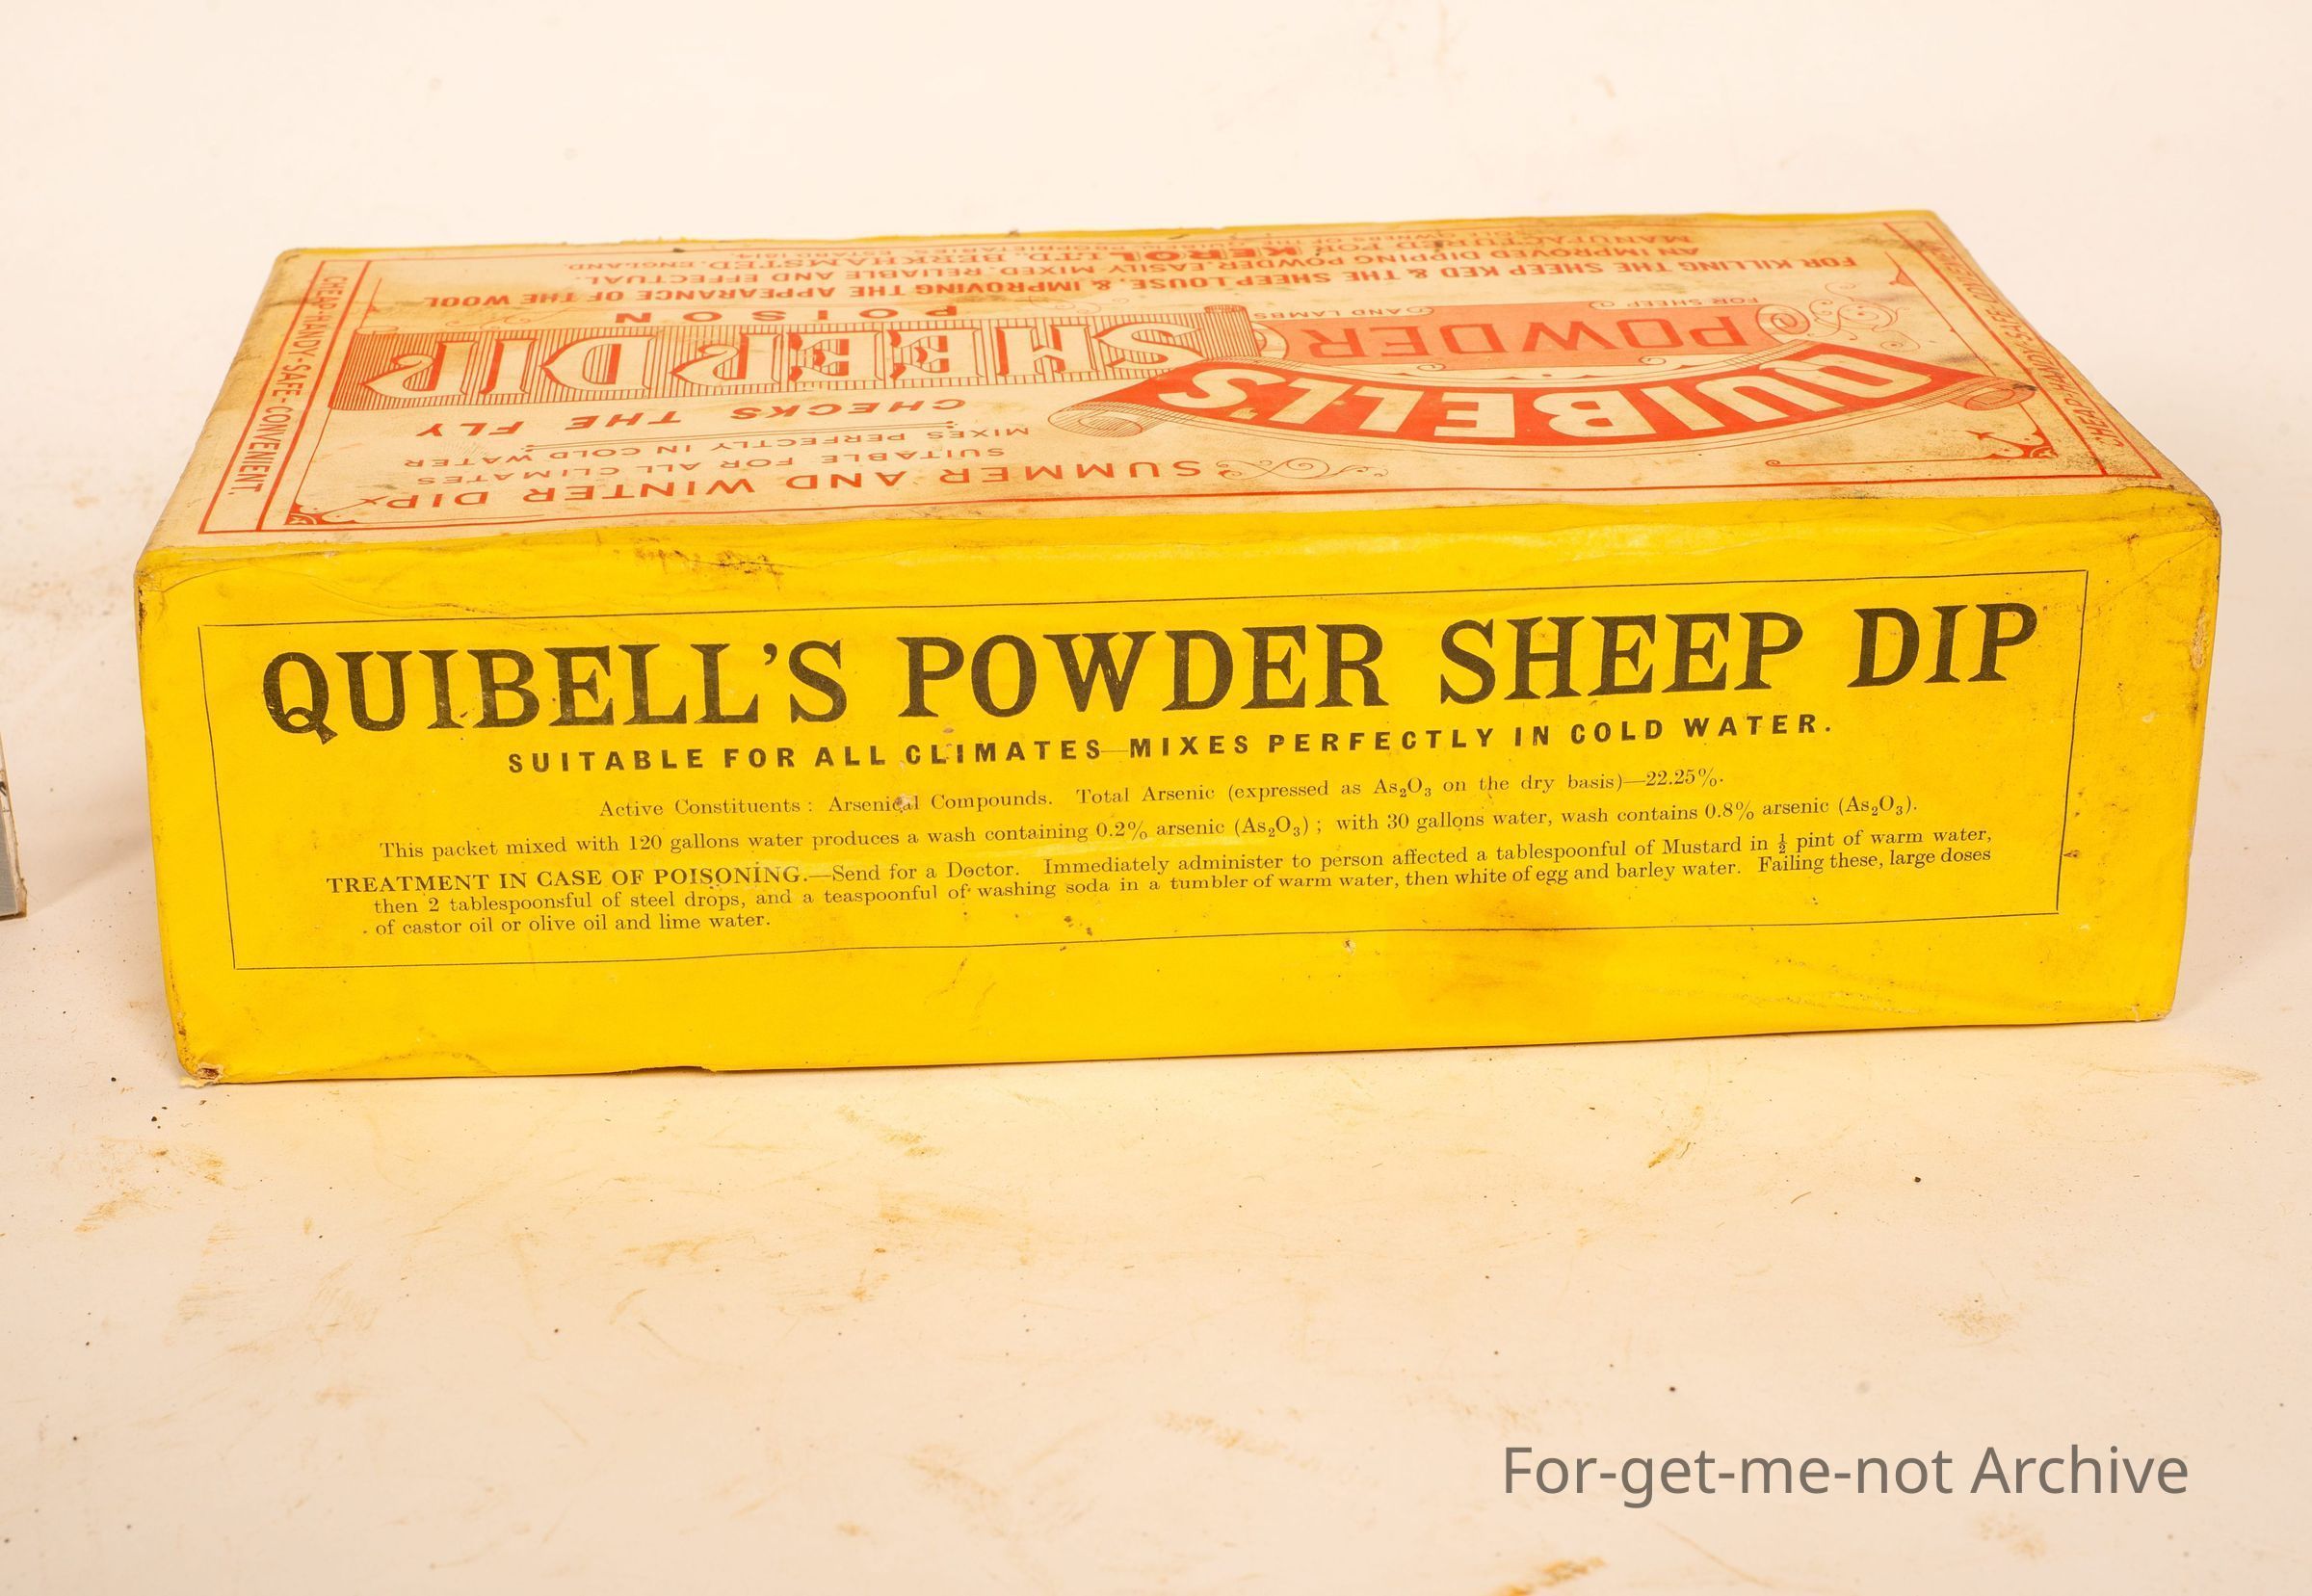 CHEAP-HANDY-SAFE-CONVENIENT.
SUMMER AND WINTER DIP
SUITABLE FOR ALL CLIMATES
MIXES PERFECTLY IN COLD WATER
CHECKS THE FLY
QUIBELL'S
POWDER
FOR SHEEP
AND LAMBS
SHEEP DIP
POISON
FOR KILLING THE SHEEP KED & THE SHEEP LOUSE, & IMPROVING THE APPEARANCE OF THE WOOL
AN IMPROVED DIPPING POWDER. EASILY MIXED. RELIABLE AND EFFECTUAL.
MANUFACTURED FOR KEROL LTD., BERKHAMSTED, ENGLAND.
CHEAP-HANDY-SAFE-CONVENIENT.
QUIBELL'S POWDER SHEEP DIP
SUITABLE FOR ALL CLIMATES MIXES PERFECTLY IN COLD WATER.
Active Constituents: Arsenical Compounds. Total Arsenic (expressed as As₂O₃ on the dry basis)—22.25%.
This packet mixed with 120 gallons water produces a wash containing 0.2% arsenic (As₂O₃); with 30 gallons water, wash contains 0.8% arsenic (As₂O₃).
TREATMENT IN CASE OF POISONING.—Send for a Doctor. Immediately administer to person affected a tablespoonful of Mustard in ½ pint of warm water,
then 2 tablespoonsful of steel drops, and a teaspoonful of washing soda in a tumbler of warm water, then white of egg and barley water. Failing these, large doses
of castor oil or olive oil and lime water.
For-get-me-not Archive